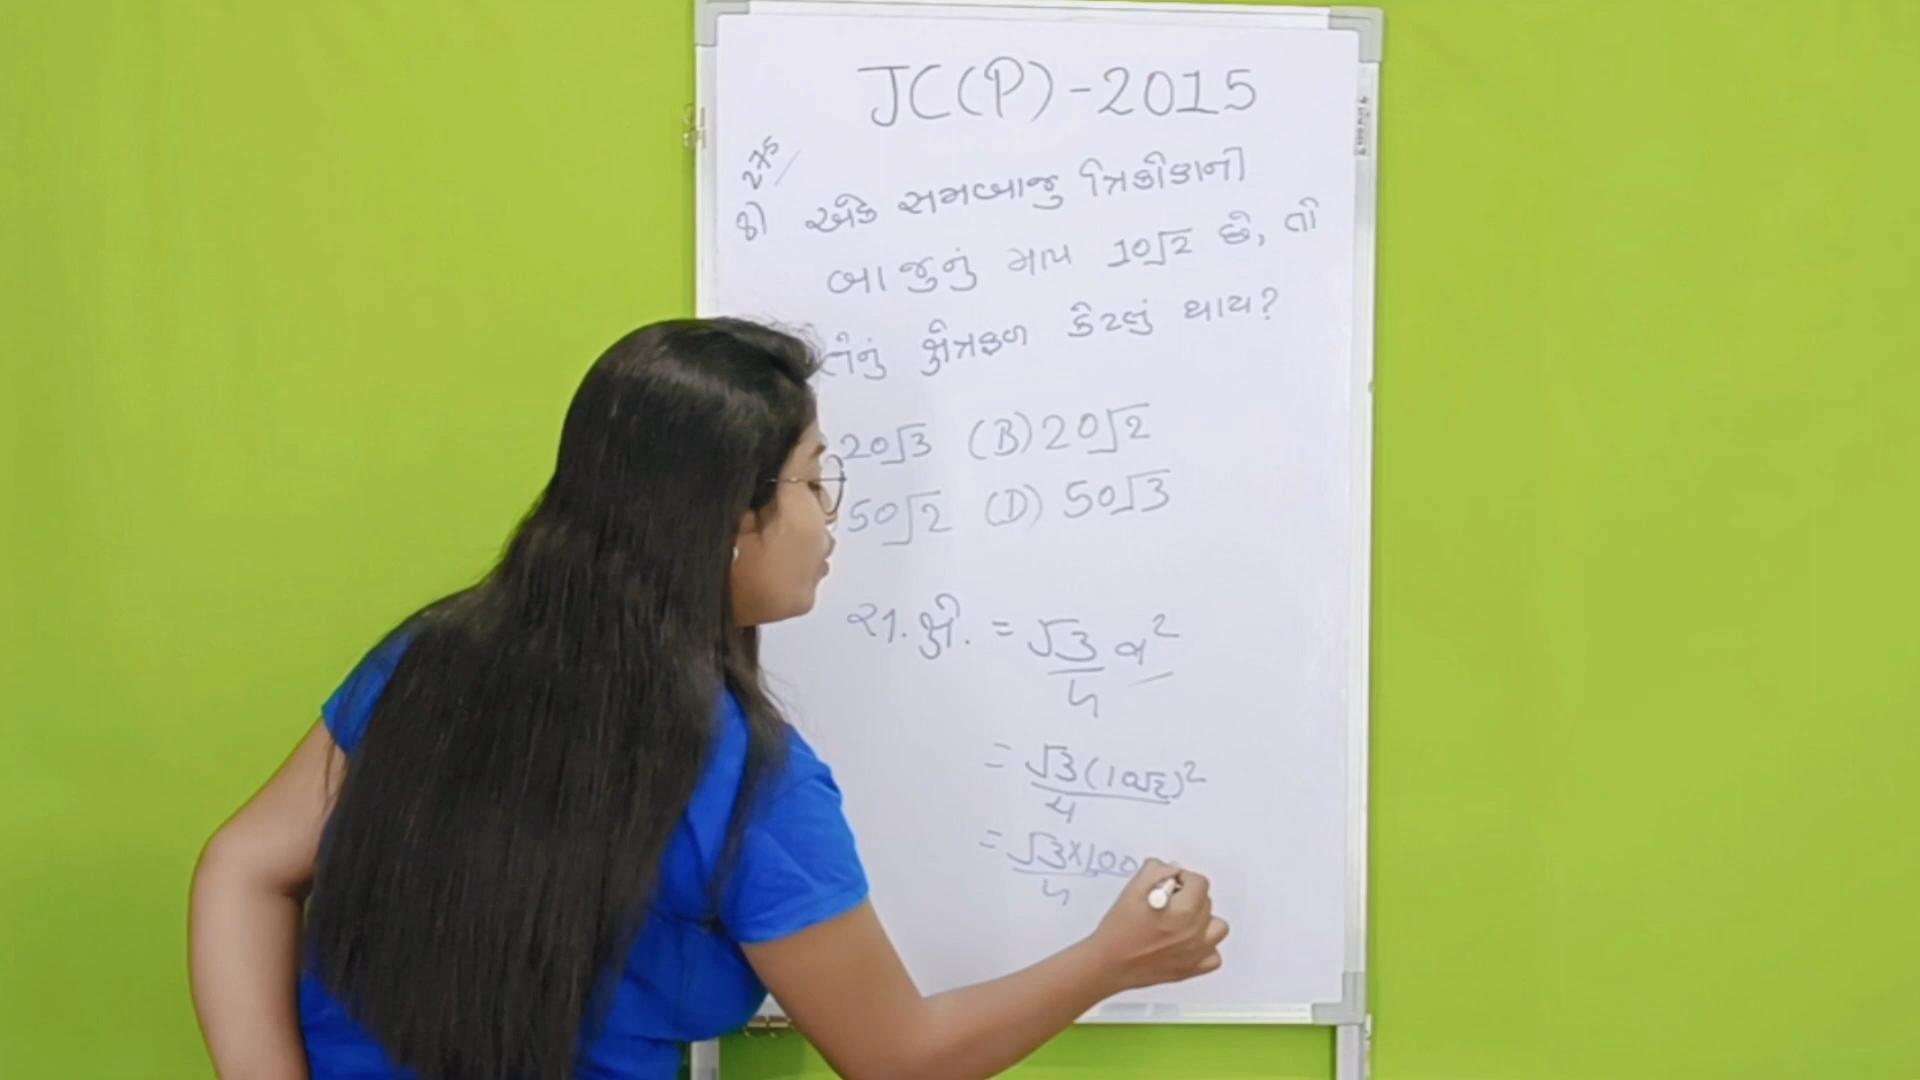 JC(P)-2015
275
8) એક સમબાજુ ત્રિકોણની
બાજુનું માપ 10√2 છે, તો
તેનું ક્ષેત્રફળ કેટલું થાય?
20√3 (B) 20√2
50√2 (D) 50√3
સ.ક્ષે. = √3/4 a²
= √3(10√2)²/4
= √3×100/4